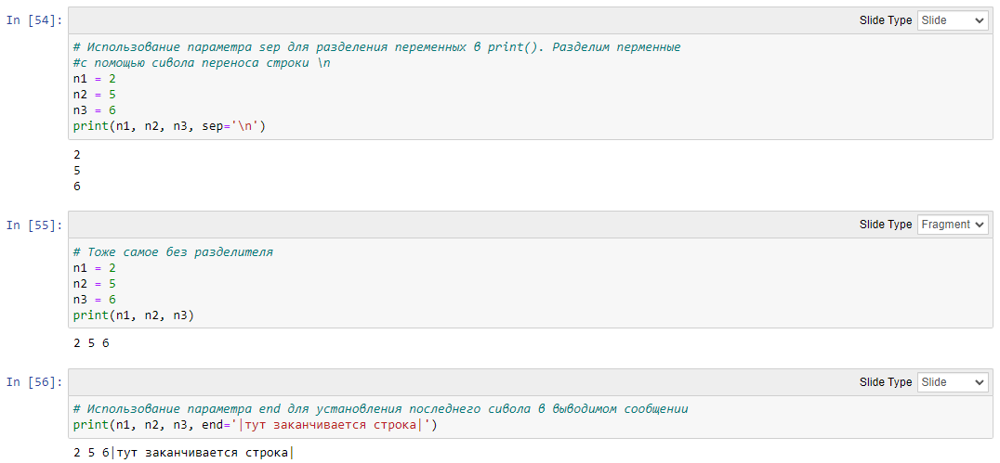 In [54]:
Slide Type Slide
# Использование параметра sep для разделения переменных в print(). Разделим перменные
#с помощью сивола переноса строки \n
n1 = 2
n2 = 5
n3 = 6
print(n1, n2, n3, sep='\n')
2
5
6
In [55]:
Slide Type Fragment
# Тоже самое без разделителя
n1 = 2
n2 = 5
n3 = 6
print(n1, n2, n3)
2 5 6
In [56]:
Slide Type Slide
# Использование параметра end для установления последнего сивола в выводимом сообщении
print(n1, n2, n3, end='|тут заканчивается строка|')
2 5 6|тут заканчивается строка|